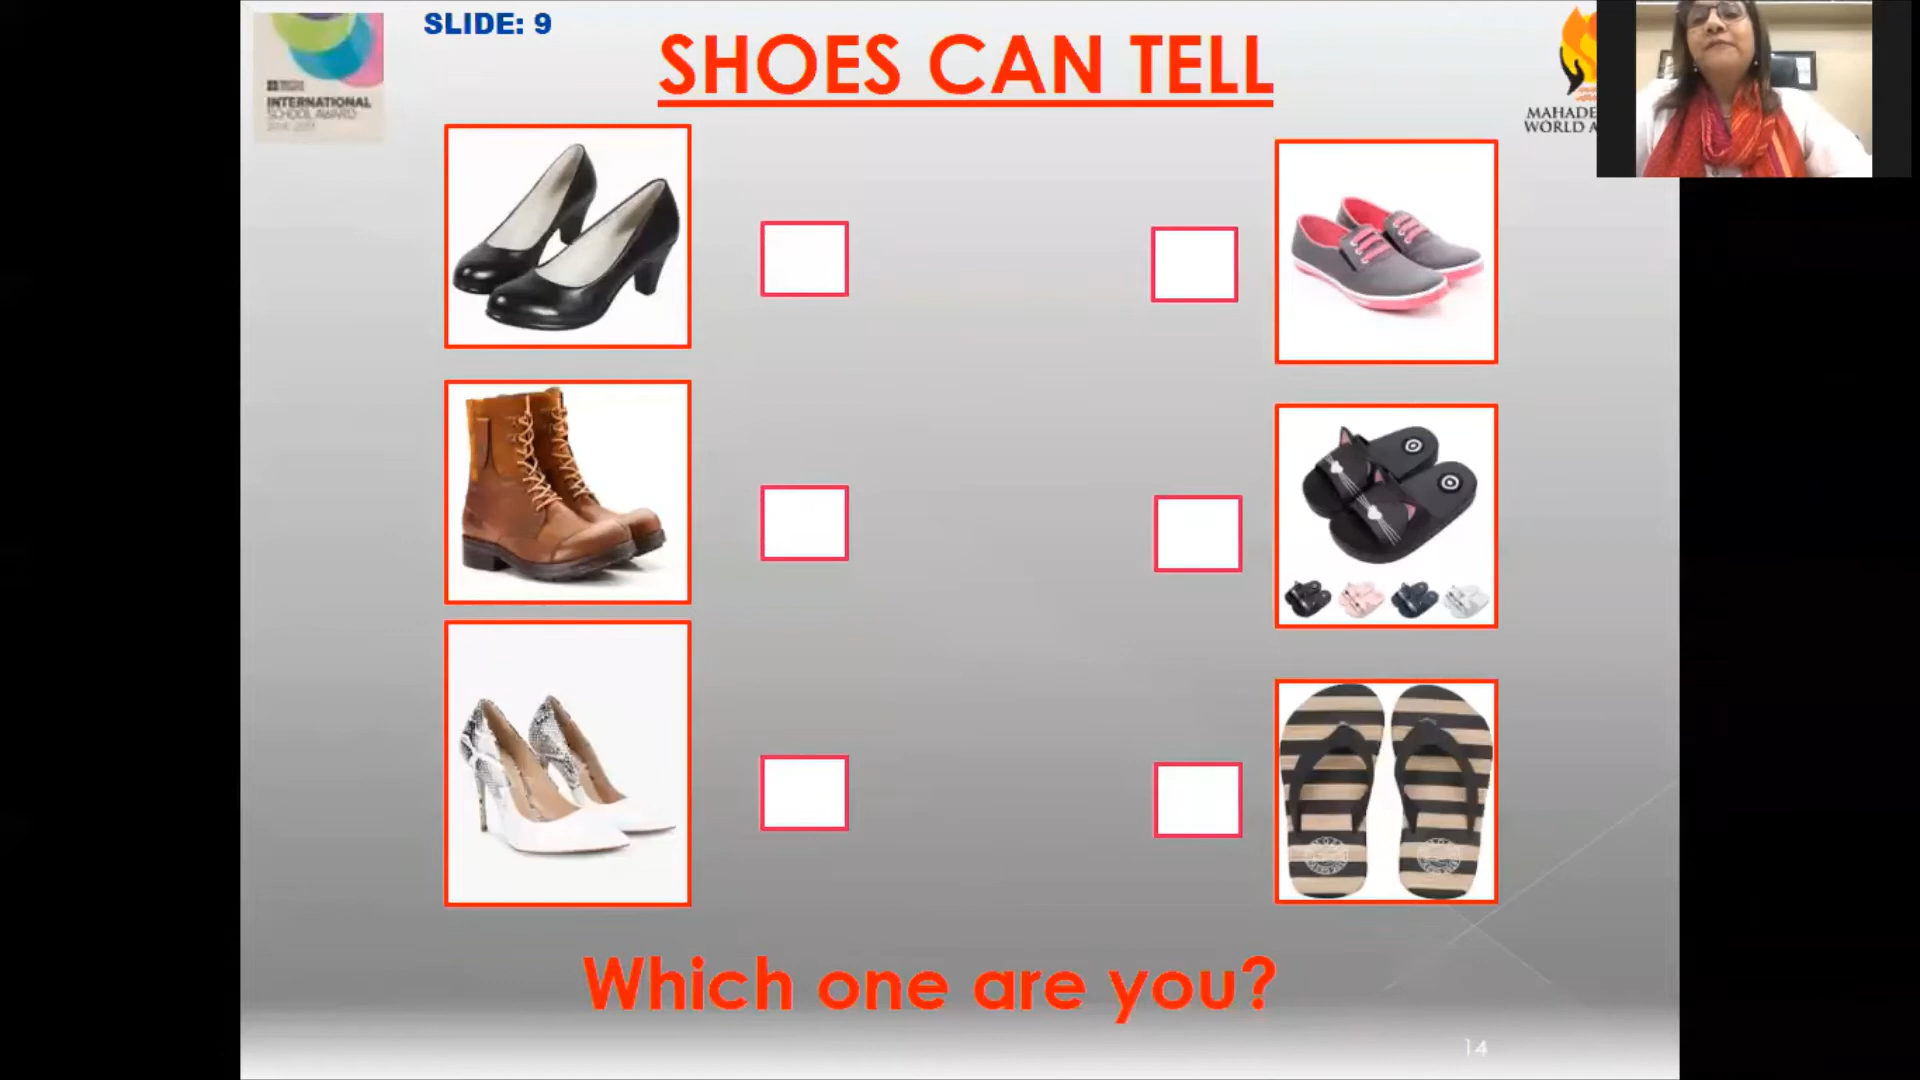 SLIDE: 9
SHOES CAN TELL
INTERNATIONAL
SCHOOL AWARD
MAHADE
WORLD A
Which one are you?
14